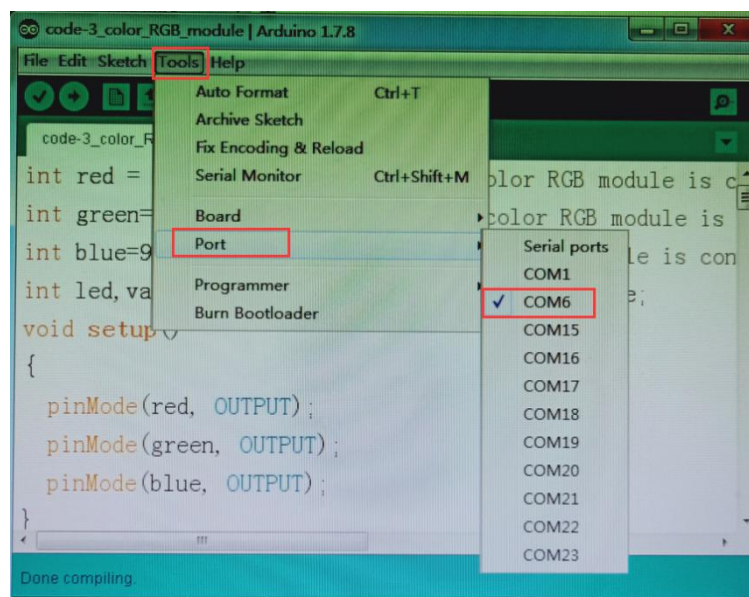 code-3_color_RGB_module | Arduino 1.7.8
File Edit Sketch Tools Help
Auto Format Ctrl+T
Archive Sketch
Fix Encoding & Reload
Serial Monitor Ctrl+Shift+M
Board
Port
Programmer
Burn Bootloader
Serial ports
COM1
COM6
COM15
COM16
COM17
COM18
COM19
COM20
COM21
COM22
COM23
code-3_color_R
int red = olor RGB module is c
int green= color RGB module is
int blue=9 le is con
int led,va e;
void setup()
{
pinMode(red, OUTPUT);
pinMode(green, OUTPUT);
pinMode(blue, OUTPUT);
}
Done compiling.